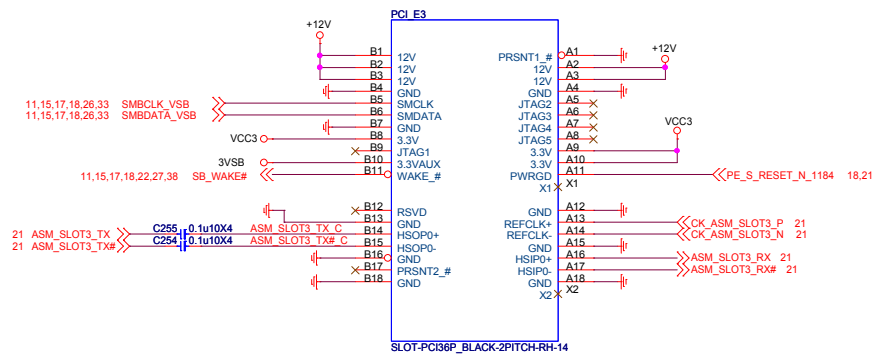 PCI_E3
+12V
B1 12V PRSNT1_# A1
B2 12V 12V A2 +12V
B3 12V 12V A3
B4 GND GND A4
11,15,17,18,26,33 SMBCLK_VSB B5 SMCLK JTAG2 A5
11,15,17,18,26,33 SMBDATA_VSB B6 SMDATA JTAG3 A6
B7 GND JTAG4 A7 VCC3
VCC3 B8 3.3V JTAG5 A8
B9 JTAG1 3.3V A9
3VSB B10 3.3VAUX 3.3V A10
11,15,17,18,22,27,38 SB_WAKE# B11 WAKE_# PWRGD A11 PE_S_RESET_N_1184 18,21
X1 X1
B12 RSVD GND A12
B13 GND REFCLK+ A13 CK_ASM_SLOT3_P 21
21 ASM_SLOT3_TX C255 0.1u10X4 ASM_SLOT3_TX_C B14 HSOP0+ REFCLK- A14 CK_ASM_SLOT3_N 21
21 ASM_SLOT3_TX# C254 0.1u10X4 ASM_SLOT3_TX#_C B15 HSOP0- GND A15
B16 GND HSIP0+ A16 ASM_SLOT3_RX 21
B17 PRSNT2_# HSIP0- A17 ASM_SLOT3_RX# 21
B18 GND GND A18
X2 X2
SLOT-PCI36P_BLACK-2PITCH-RH-14